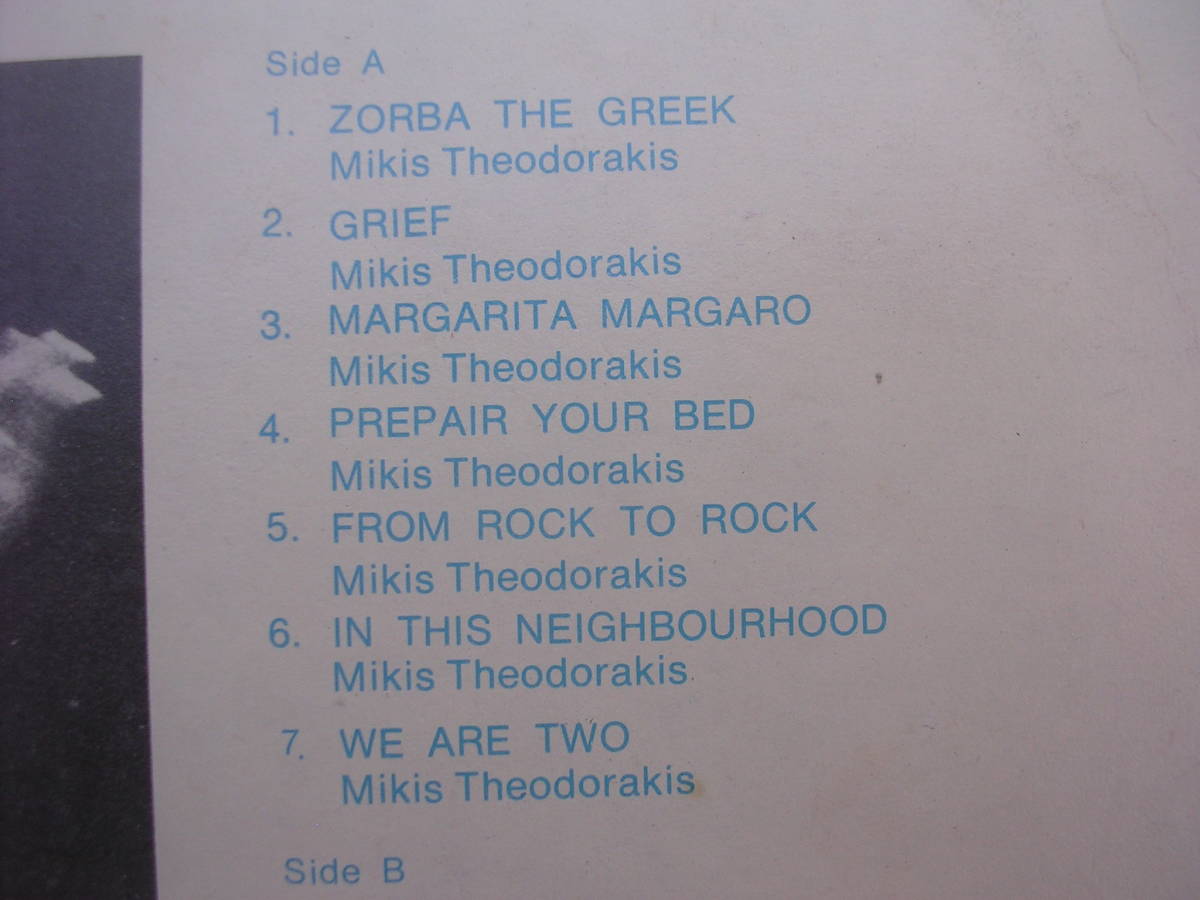 Side A
1. ZORBA THE GREEK
Mikis Theodorakis
2. GRIEF
Mikis Theodorakis
3. MARGARITA MARGARO
Mikis Theodorakis
4. PREPAIR YOUR BED
Mikis Theodorakis
5. FROM ROCK TO ROCK
Mikis Theodorakis
6. IN THIS NEIGHBOURHOOD
Mikis Theodorakis
7. WE ARE TWO
Mikis Theodorakis
Side B